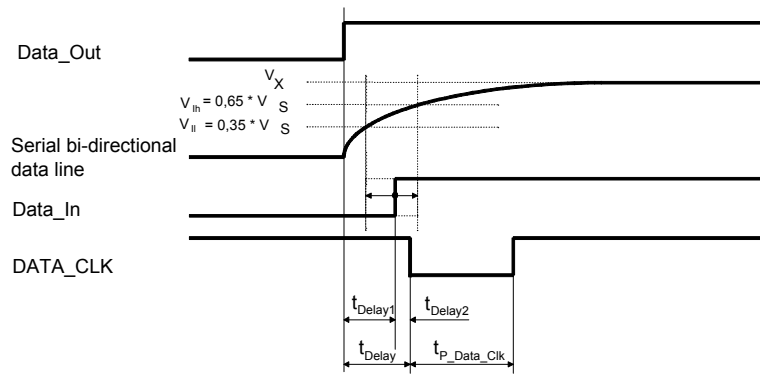 Data_Out
V X
V Ih = 0,65 * V S
V Il = 0,35 * V S
Serial bi-directional
data line
Data_In
DATA_CLK
t Delay1
t Delay2
t Delay
t P_Data_Clk